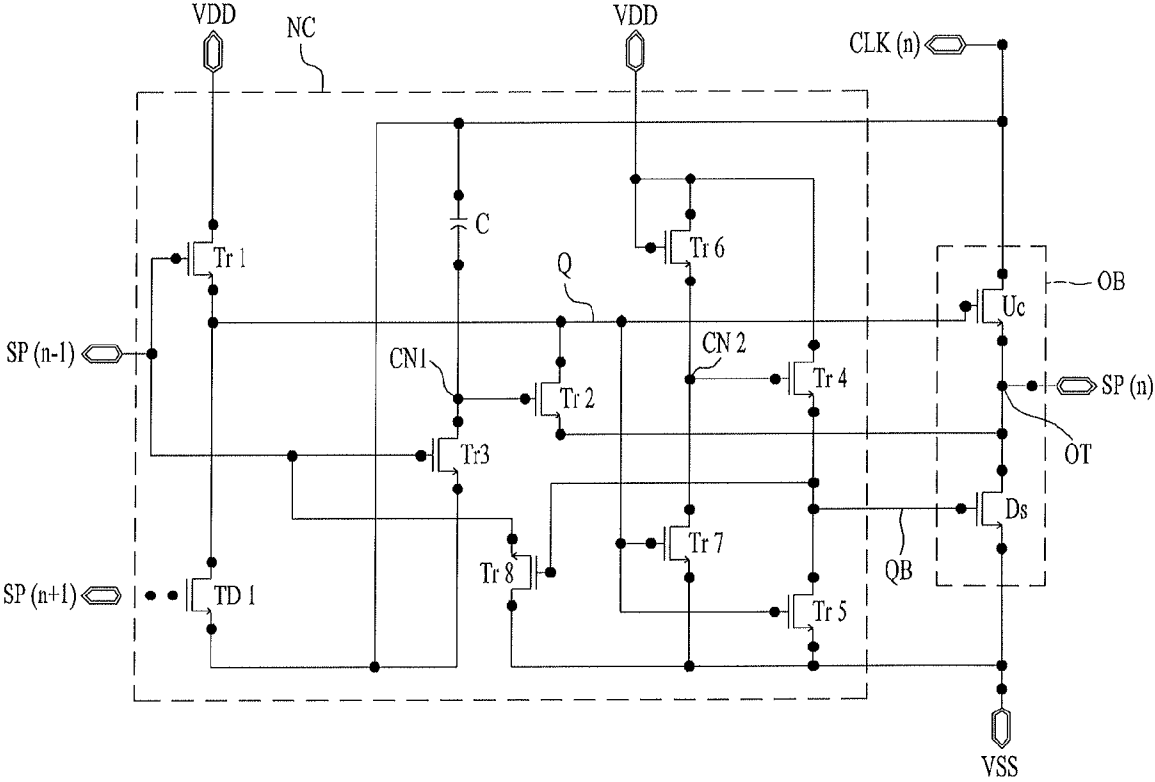 VDD
NC
VDD
CLK (n)
C
Tr 1
Tr 6
Q
OB
Uc
SP (n-1)
CN1
CN 2
Tr 2
Tr 4
SP (n)
Tr3
OT
Ds
Tr 7
Tr 8
QB
SP (n+1)
TD 1
Tr 5
VSS